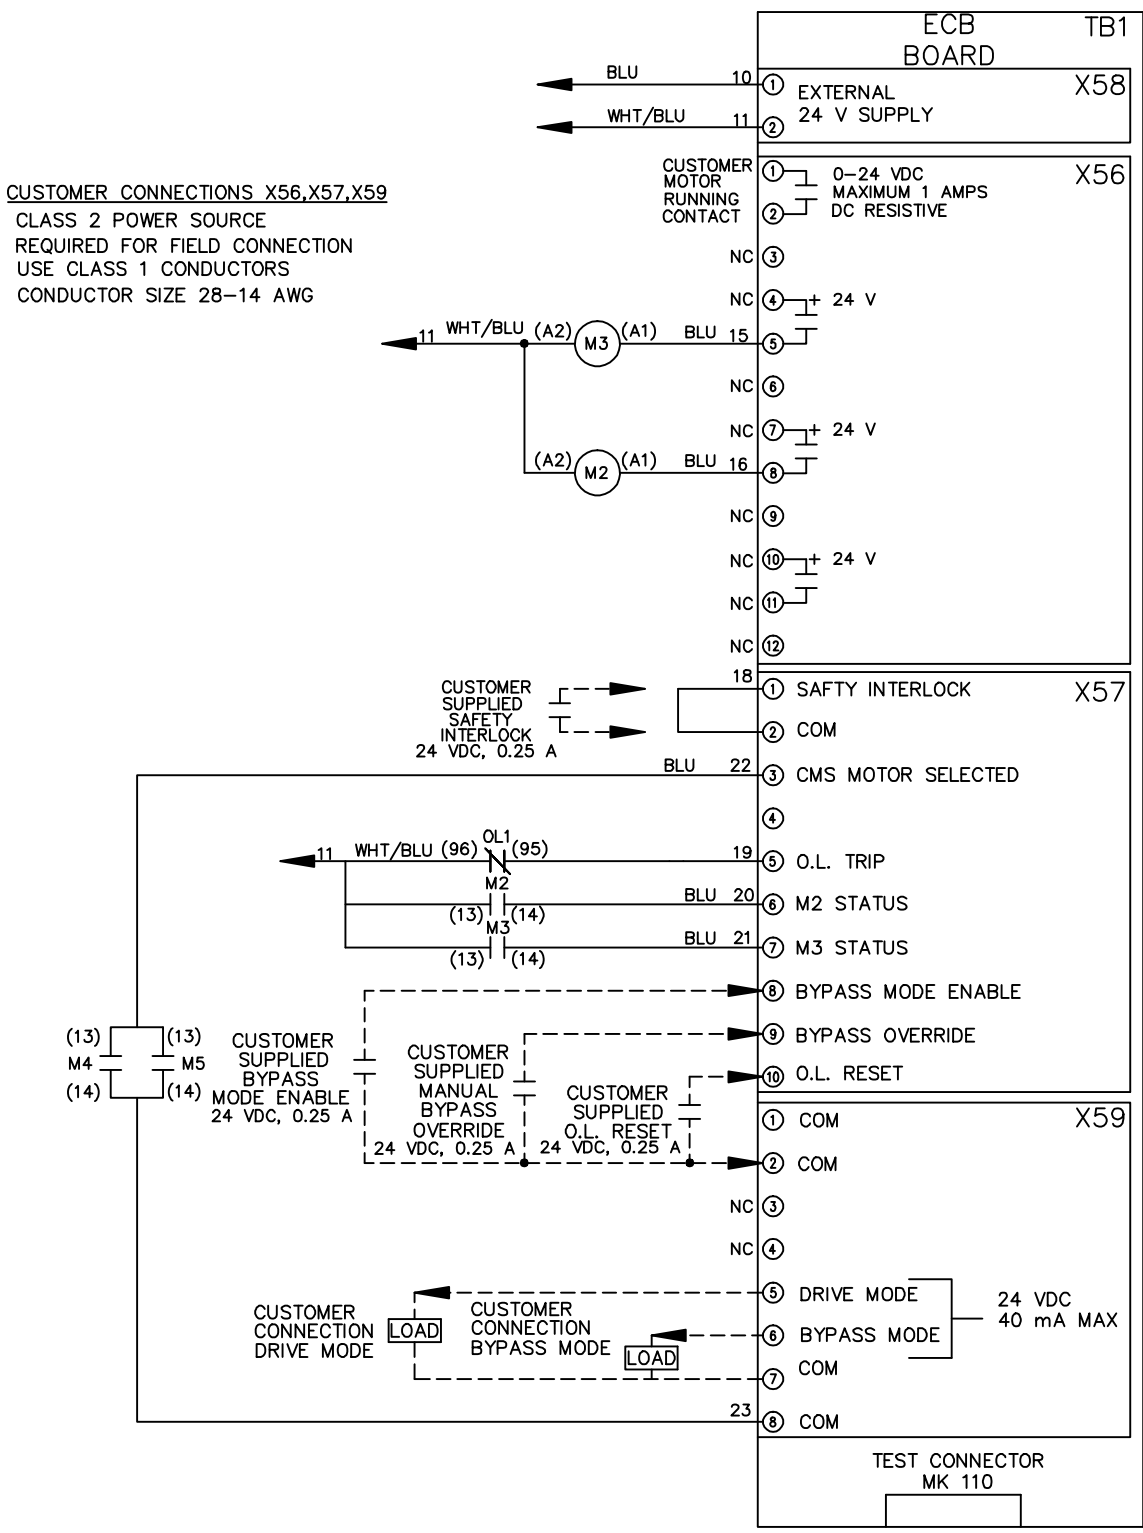 ECB
BOARD
TB1
BLU 10 ① EXTERNAL
24 V SUPPLY
X58
WHT/BLU 11 ②
CUSTOMER CONNECTIONS X56,X57,X59
CLASS 2 POWER SOURCE
REQUIRED FOR FIELD CONNECTION
USE CLASS 1 CONDUCTORS
CONDUCTOR SIZE 28–14 AWG
CUSTOMER
MOTOR
RUNNING
CONTACT
X56
① 0–24 VDC
MAXIMUM 1 AMPS
② DC RESISTIVE
NC ③
NC ④ + 24 V
11 WHT/BLU (A2) M3 (A1) BLU 15 ⑤
NC ⑥
NC ⑦ + 24 V
(A2) M2 (A1) BLU 16 ⑧
NC ⑨
NC ⑩ + 24 V
NC ⑪
NC ⑫
CUSTOMER
SUPPLIED
SAFETY
INTERLOCK
24 VDC, 0.25 A
X57
18 ① SAFTY INTERLOCK
② COM
BLU 22 ③ CMS MOTOR SELECTED
④
OL1
11 WHT/BLU (96) (95) 19 ⑤ O.L. TRIP
M2
(13) (14) BLU 20 ⑥ M2 STATUS
M3
(13) (14) BLU 21 ⑦ M3 STATUS
⑧ BYPASS MODE ENABLE
⑨ BYPASS OVERRIDE
⑩ O.L. RESET
(13) (13)
M4 M5
(14) (14)
CUSTOMER
SUPPLIED
BYPASS
MODE ENABLE
24 VDC, 0.25 A
CUSTOMER
SUPPLIED
MANUAL
BYPASS
OVERRIDE
24 VDC, 0.25 A
CUSTOMER
SUPPLIED
O.L. RESET
24 VDC, 0.25 A
X59
① COM
② COM
NC ③
NC ④
⑤ DRIVE MODE
⑥ BYPASS MODE
24 VDC
40 mA MAX
CUSTOMER
CONNECTION
DRIVE MODE
LOAD
CUSTOMER
CONNECTION
BYPASS MODE
LOAD
⑦ COM
23 ⑧ COM
TEST CONNECTOR
MK 110